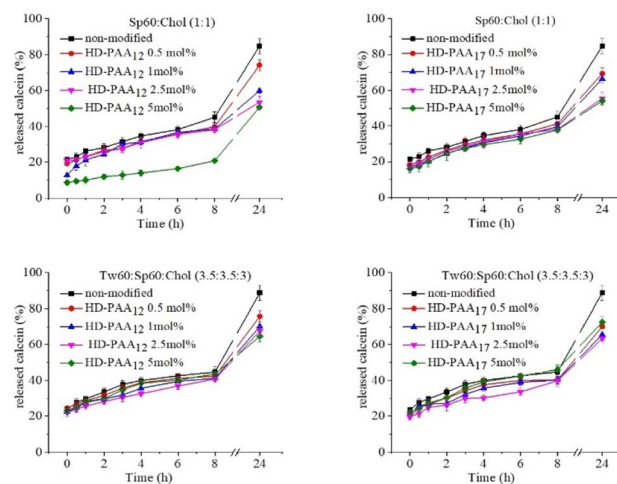 Sp60:Chol (1:1)
100
80
60
40
20
0
released calcein (%)
non-modified
HD-PAA12 0.5 mol%
HD-PAA12 1mol%
HD-PAA12 2.5mol%
HD-PAA12 5mol%
0 2 4 6 8 24
Time (h)
Sp60:Chol (1:1)
100
80
60
40
20
0
released calcein (%)
non-modified
HD-PAA17 0.5 mol%
HD-PAA17 1mol%
HD-PAA17 2.5mol%
HD-PAA17 5mol%
0 2 4 6 8 24
Time (h)
Tw60:Sp60:Chol (3.5:3.5:3)
100
80
60
40
20
0
released calcein (%)
non-modified
HD-PAA12 0.5 mol%
HD-PAA12 1mol%
HD-PAA12 2.5mol%
HD-PAA12 5mol%
0 2 4 6 8 24
Time (h)
Tw60:Sp60:Chol (3.5:3.5:3)
100
80
60
40
20
0
released calcein (%)
non-modified
HD-PAA17 0.5 mol%
HD-PAA17 1mol%
HD-PAA17 2.5mol%
HD-PAA17 5mol%
0 2 4 6 8 24
Time (h)